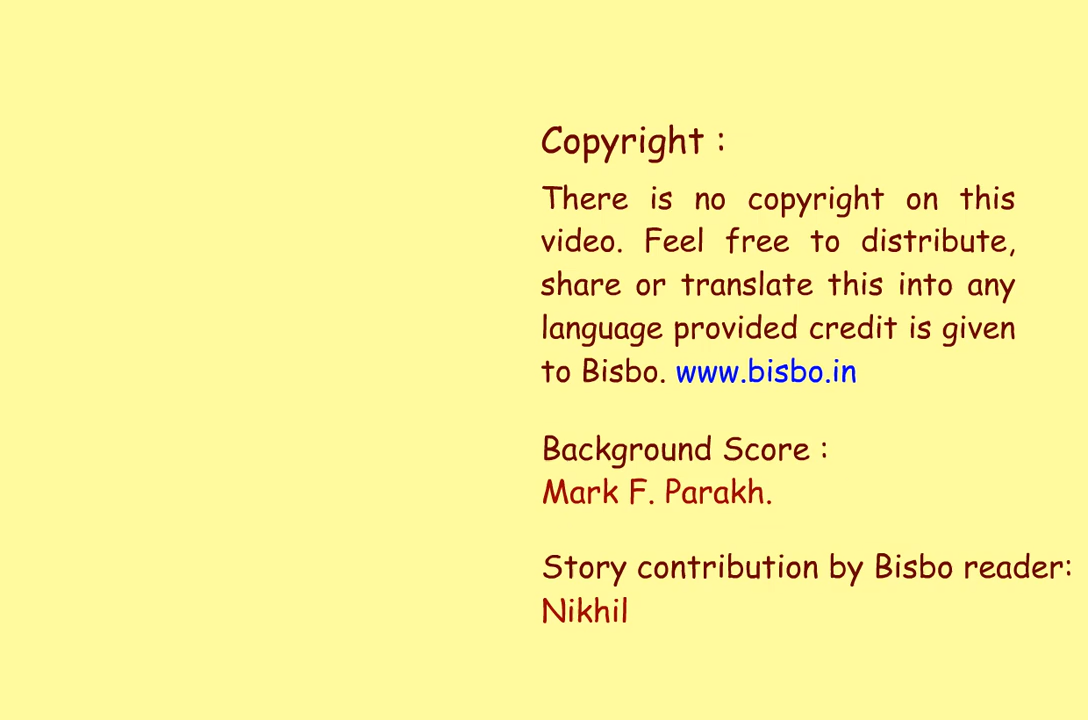 Copyright :
There is no copyright on this
video. Feel free to distribute,
share or translate this into any
language provided credit is given
to Bisbo. www.bisbo.in
Background Score :
Mark F. Parakh.
Story contribution by Bisbo reader:
Nikhil